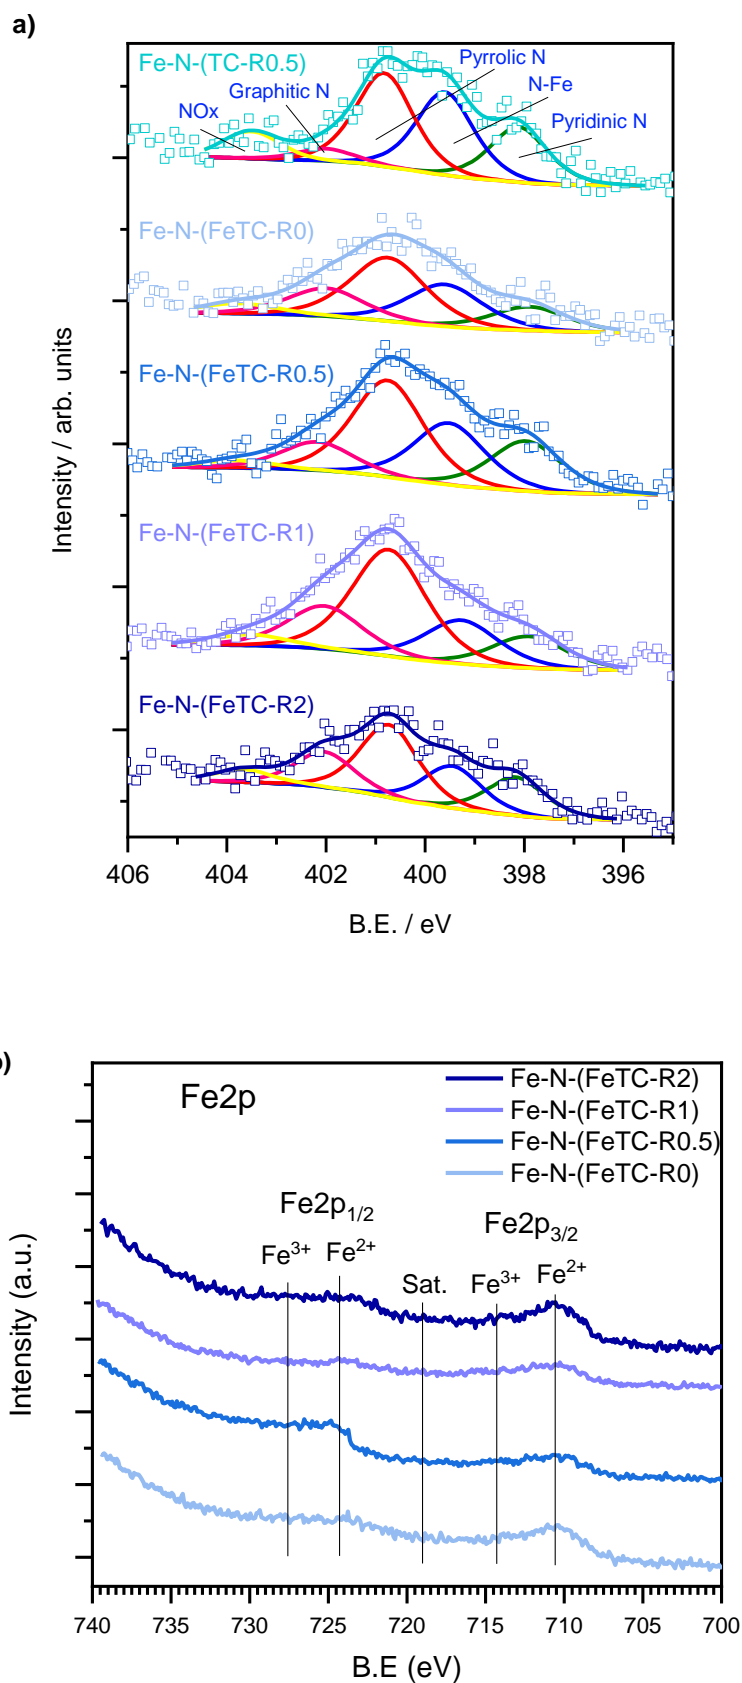 a)
Fe-N-(TC-R0.5)
Pyrrolic N
Graphitic N
N-Fe
NOx
Pyridinic N
Fe-N-(FeTC-R0)
Fe-N-(FeTC-R0.5)
Fe-N-(FeTC-R1)
Fe-N-(FeTC-R2)
Intensity / arb. units
406 404 402 400 398 396
B.E. / eV
)
Fe2p
Fe-N-(FeTC-R2)
Fe-N-(FeTC-R1)
Fe-N-(FeTC-R0.5)
Fe-N-(FeTC-R0)
Fe2p1/2
Fe2p3/2
Fe3+ Fe2+ Sat. Fe3+ Fe2+
Intensity (a.u.)
740 735 730 725 720 715 710 705 700
B.E (eV)